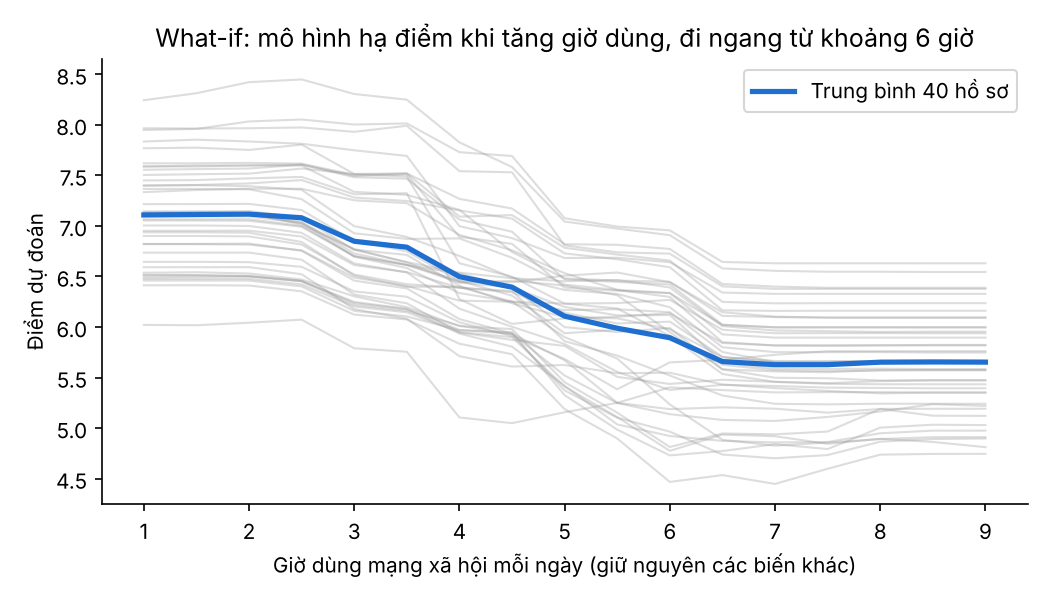 What-if: mô hình hạ điểm khi tăng giờ dùng, đi ngang từ khoảng 6 giờ
Trung bình 40 hồ sơ
8.5
8.0
7.5
7.0
6.5
6.0
5.5
5.0
4.5
Điểm dự đoán
1 2 3 4 5 6 7 8 9
Giờ dùng mạng xã hội mỗi ngày (giữ nguyên các biến khác)